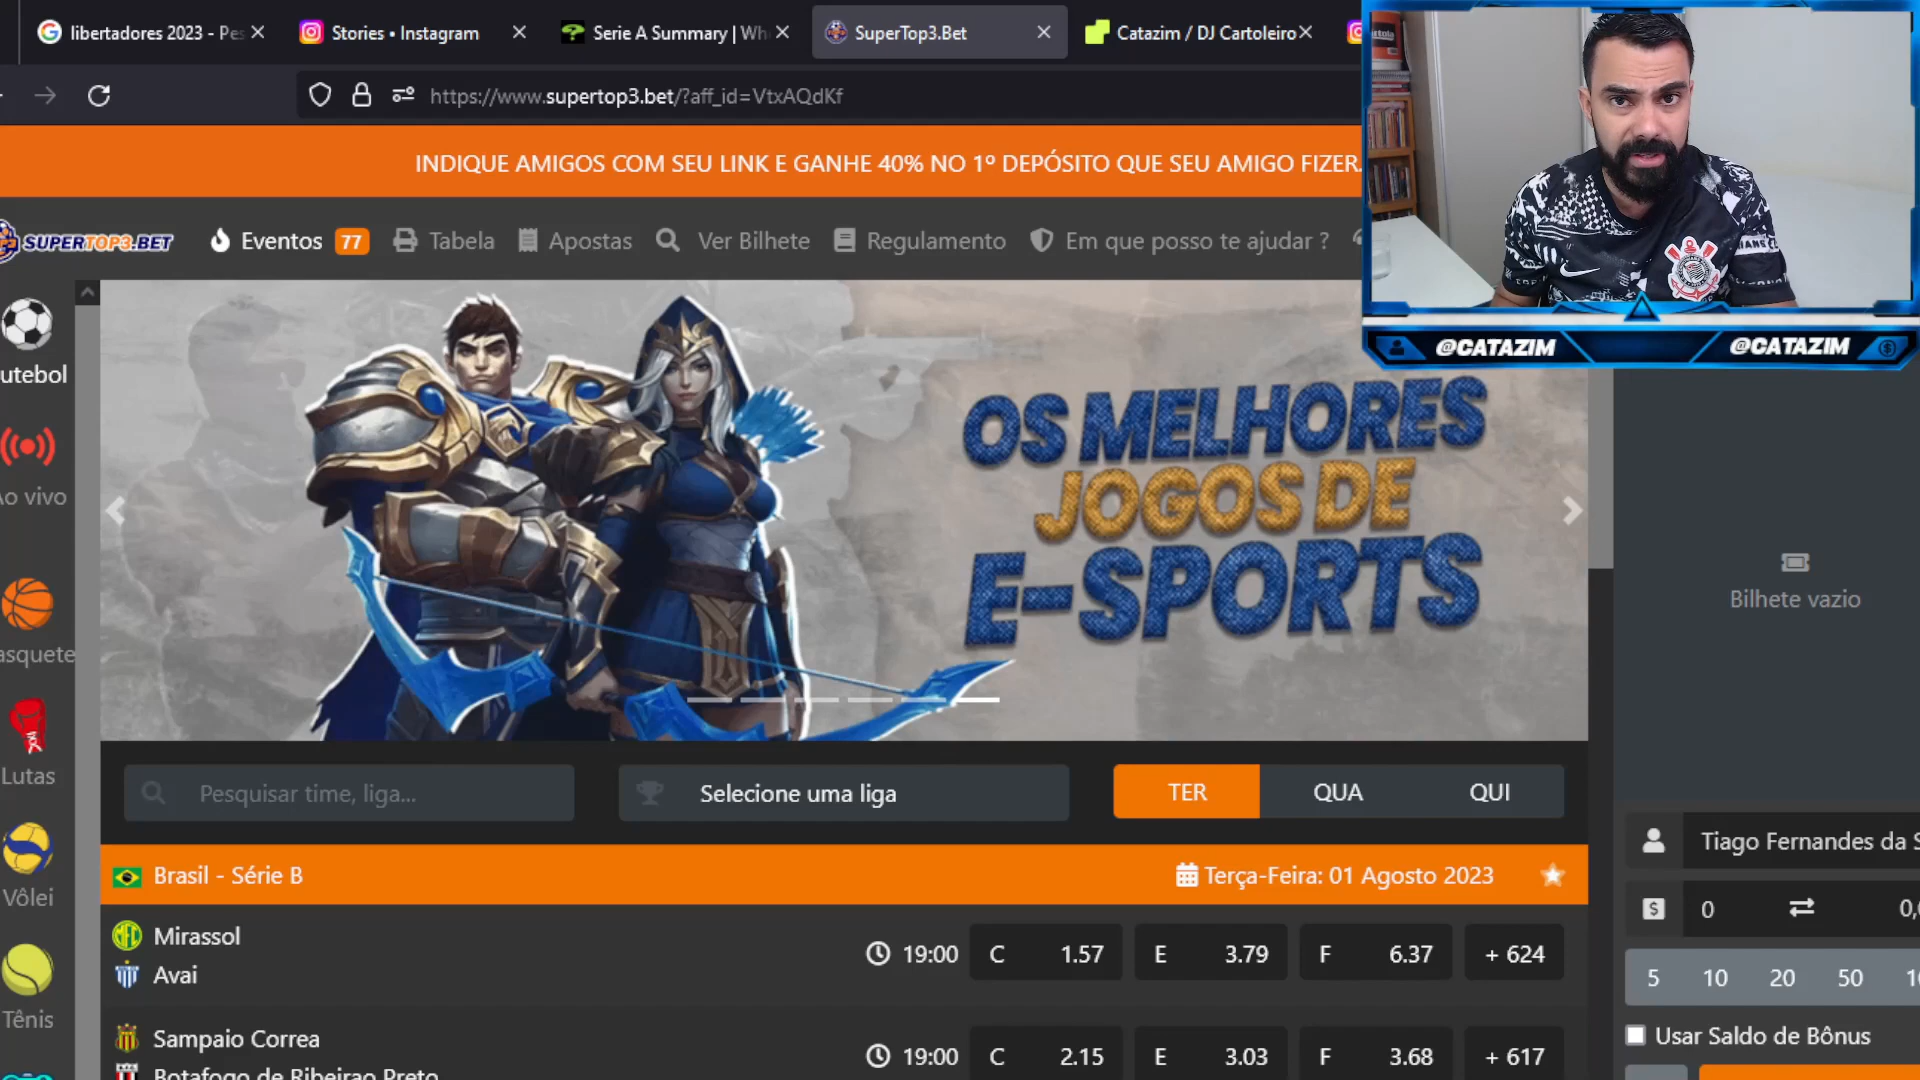 libertadores 2023 - Pes
Stories • Instagram
Serie A Summary | Wh
SuperTop3.Bet
Catazim / DJ Cartoleiro
https://www.supertop3.bet/?aff_id=VtxAQdKf
INDIQUE AMIGOS COM SEU LINK E GANHE 40% NO 1º DEPÓSITO QUE SEU AMIGO FIZER.
SUPERTOP3.BET
Eventos 77
Tabela
Apostas
Ver Bilhete
Regulamento
Em que posso te ajudar ?
@CATAZIM
@CATAZIM
utebol
Ao vivo
asquete
Lutas
Vôlei
Tênis
OS MELHORES
JOGOS DE
E-SPORTS
Bilhete vazio
Pesquisar time, liga...
Selecione uma liga
TER QUA QUI
Brasil - Série B
Terça-Feira: 01 Agosto 2023
Mirassol
Avai
19:00 C 1.57 E 3.79 F 6.37 + 624
Sampaio Correa
Botafogo de Ribeirao Preto
19:00 C 2.15 E 3.03 F 3.68 + 617
Tiago Fernandes da S
0 0,
5 10 20 50 10
Usar Saldo de Bônus